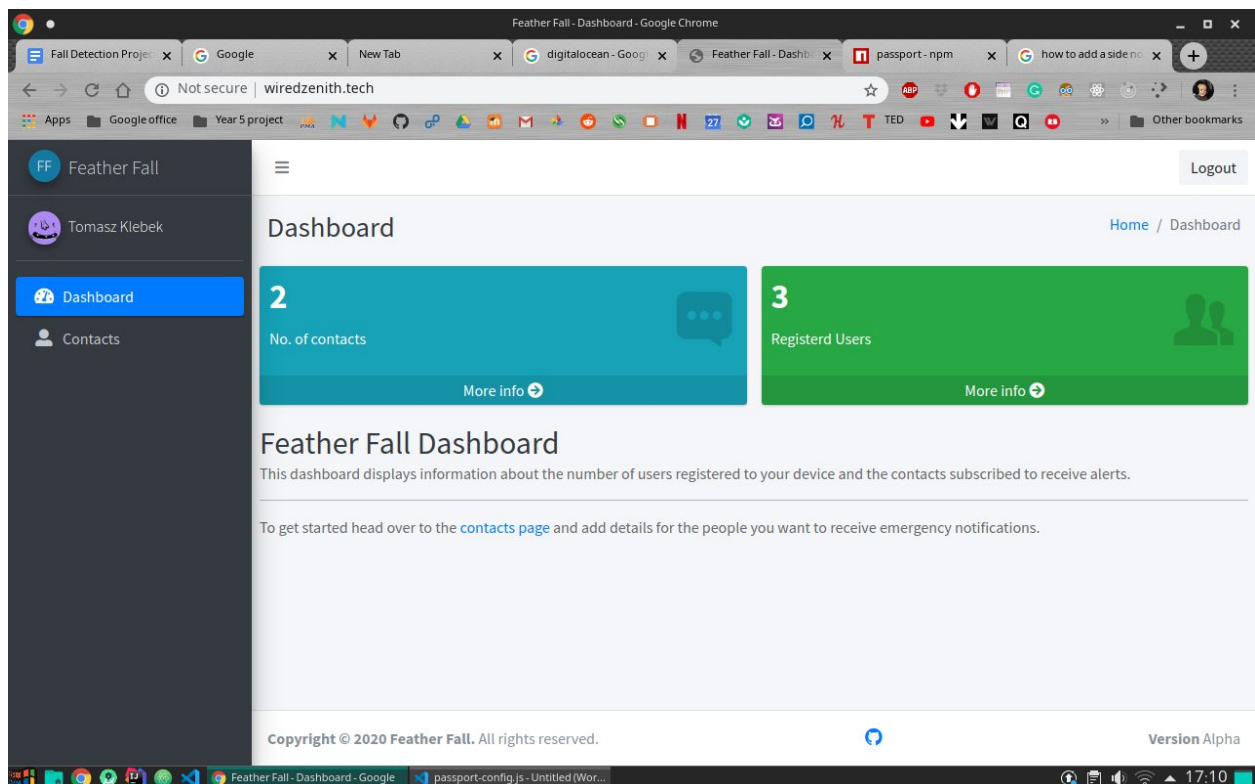 Feather Fall - Dashboard - Google Chrome
Fall Detection Projec
Google
New Tab
digitalocean - Goog
Feather Fall - Dashb
passport - npm
how to add a side no
Not secure | wiredzenith.tech
ABP
Apps
Google office
Year 5 project
27
TED
Other bookmarks
FF Feather Fall
Logout
Tomasz Klebek
Dashboard
Home / Dashboard
Dashboard
Contacts
2
No. of contacts
More info
3
Registerd Users
More info
Feather Fall Dashboard
This dashboard displays information about the number of users registered to your device and the contacts subscribed to receive alerts.
To get started head over to the contacts page and add details for the people you want to receive emergency notifications.
Copyright © 2020 Feather Fall. All rights reserved.
Version Alpha
Feather Fall - Dashboard - Google
passport-config.js - Untitled (Wor...
17:10